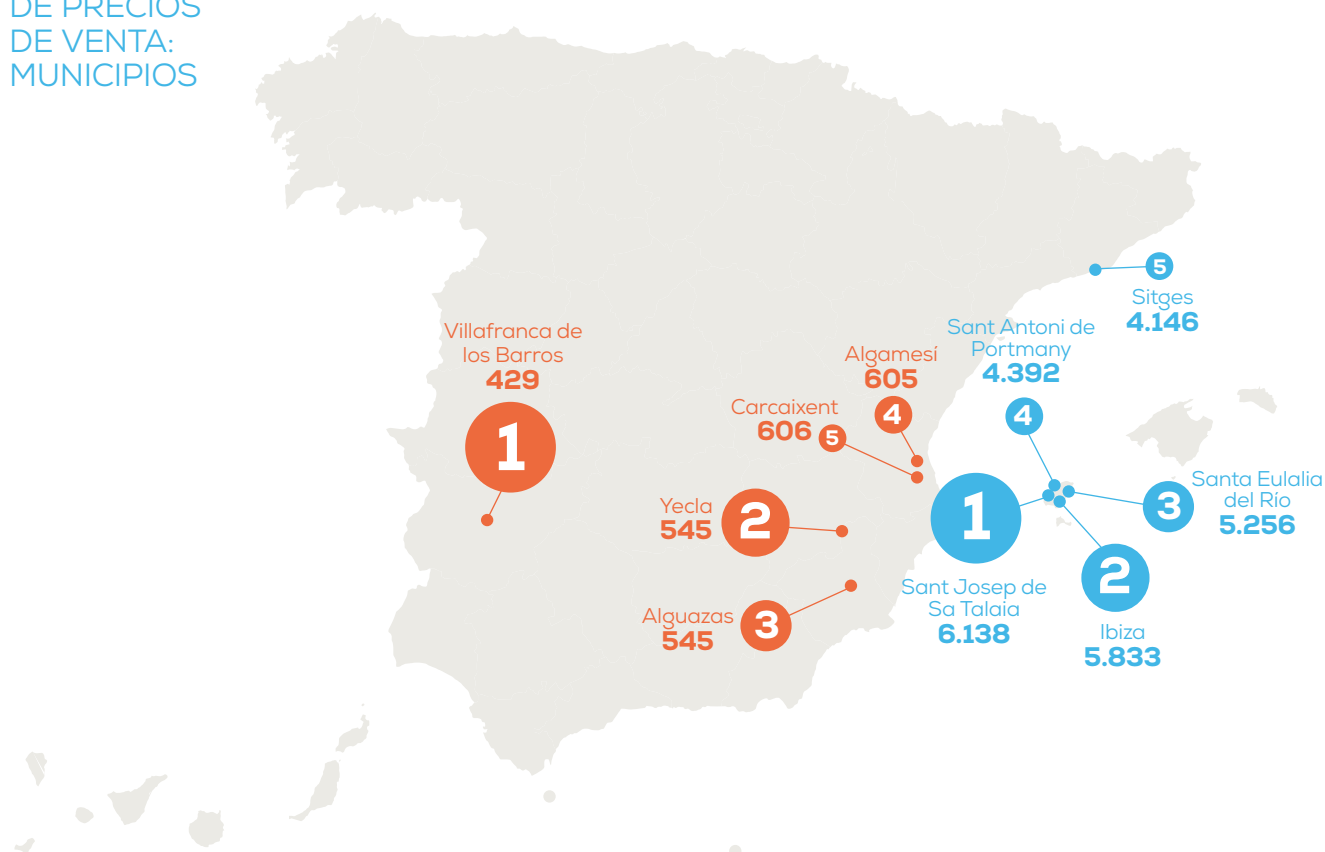 DE PRECIOS
DE VENTA:
MUNICIPIOS
5
Sitges
4.146
Villafranca de
los Barros
429
1
Algamesí
605
4
Sant Antoni de
Portmany
4.392
4
Carcaixent
606
5
Yecla
545
2
1
Sant Josep de
Sa Talaia
6.138
3
Santa Eulalia
del Río
5.256
2
Ibiza
5.833
Alguazas
545
3